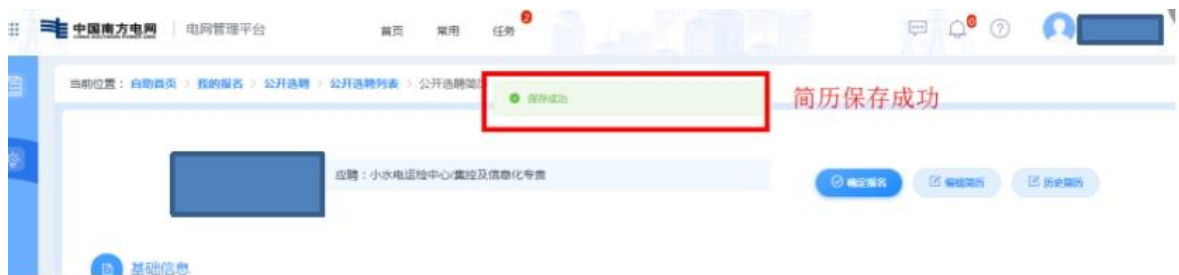 中国南方电网 电网管理平台 首页 常用 任务 2 0
当前位置： 自助首页 > 我的报名 > 公开选聘 > 公开选聘列表 > 公开选聘简历
保存成功
简历保存成功
应聘：小水电运检中心/集控及信息化专责
确定报名 编辑简历 历史简历
基础信息